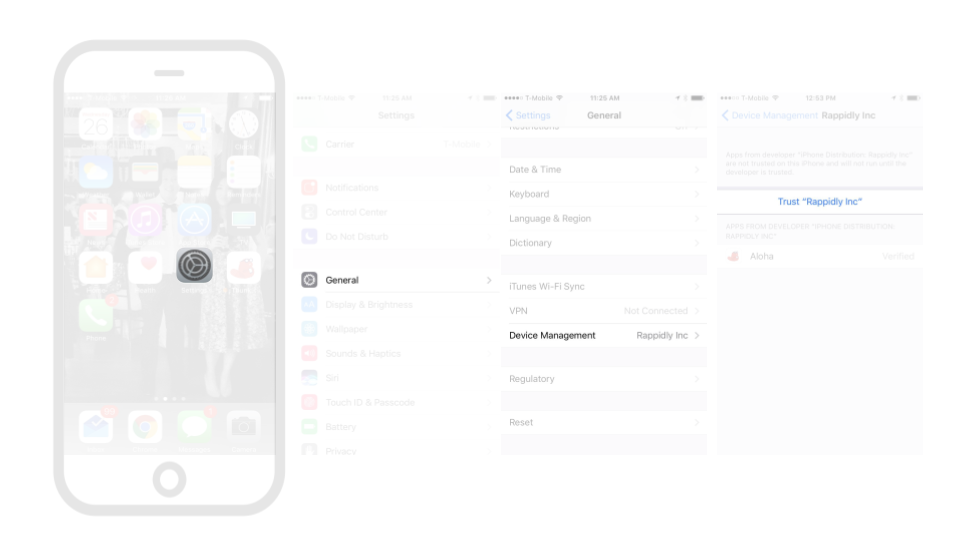 26
T-Mobile 11:25 AM
Settings
Carrier T-Mobile
Notifications
Control Center
Do Not Disturb
General
Display & Brightness
Wallpaper
Sounds & Haptics
Siri
Touch ID & Passcode
Battery
Privacy
T-Mobile 11:25 AM
Settings General
Restrictions
Date & Time
Keyboard
Language & Region
Dictionary
iTunes Wi-Fi Sync
VPN Not Connected
Device Management Rappidly Inc
Regulatory
Reset
T-Mobile 12:53 PM
Device Management Rappidly Inc
Apps from developer "iPhone Distribution: Rappidly Inc"
are not trusted on this iPhone and will not run until the
developer is trusted.
Trust "Rappidly Inc"
APPS FROM DEVELOPER "IPHONE DISTRIBUTION:
RAPPIDLY INC"
Aloha Verified